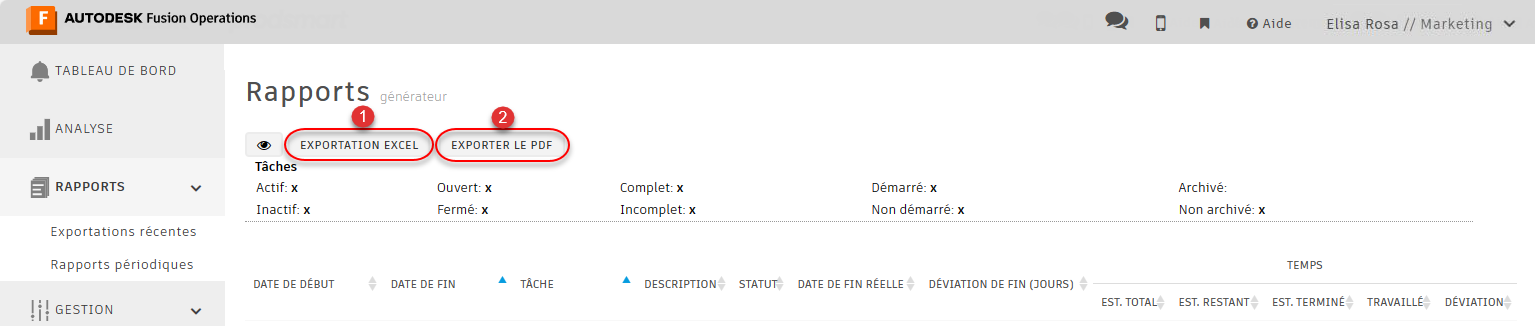 F AUTODESK Fusion Operations
Aide
Elisa Rosa // Marketing
TABLEAU DE BORD
ANALYSE
RAPPORTS
Exportations récentes
Rapports périodiques
GESTION
Rapports générateur
1 2
EXPORTATION EXCEL EXPORTER LE PDF
Tâches
Actif: x Ouvert: x Complet: x Démarré: x Archivé:
Inactif: x Fermé: x Incomplet: x Non démarré: x Non archivé: x
TEMPS
DATE DE DÉBUT DATE DE FIN TÂCHE DESCRIPTION STATUT DATE DE FIN RÉELLE DÉVIATION DE FIN (JOURS)
EST. TOTAL EST. RESTANT EST. TERMINÉ TRAVAILLÉ DÉVIATION